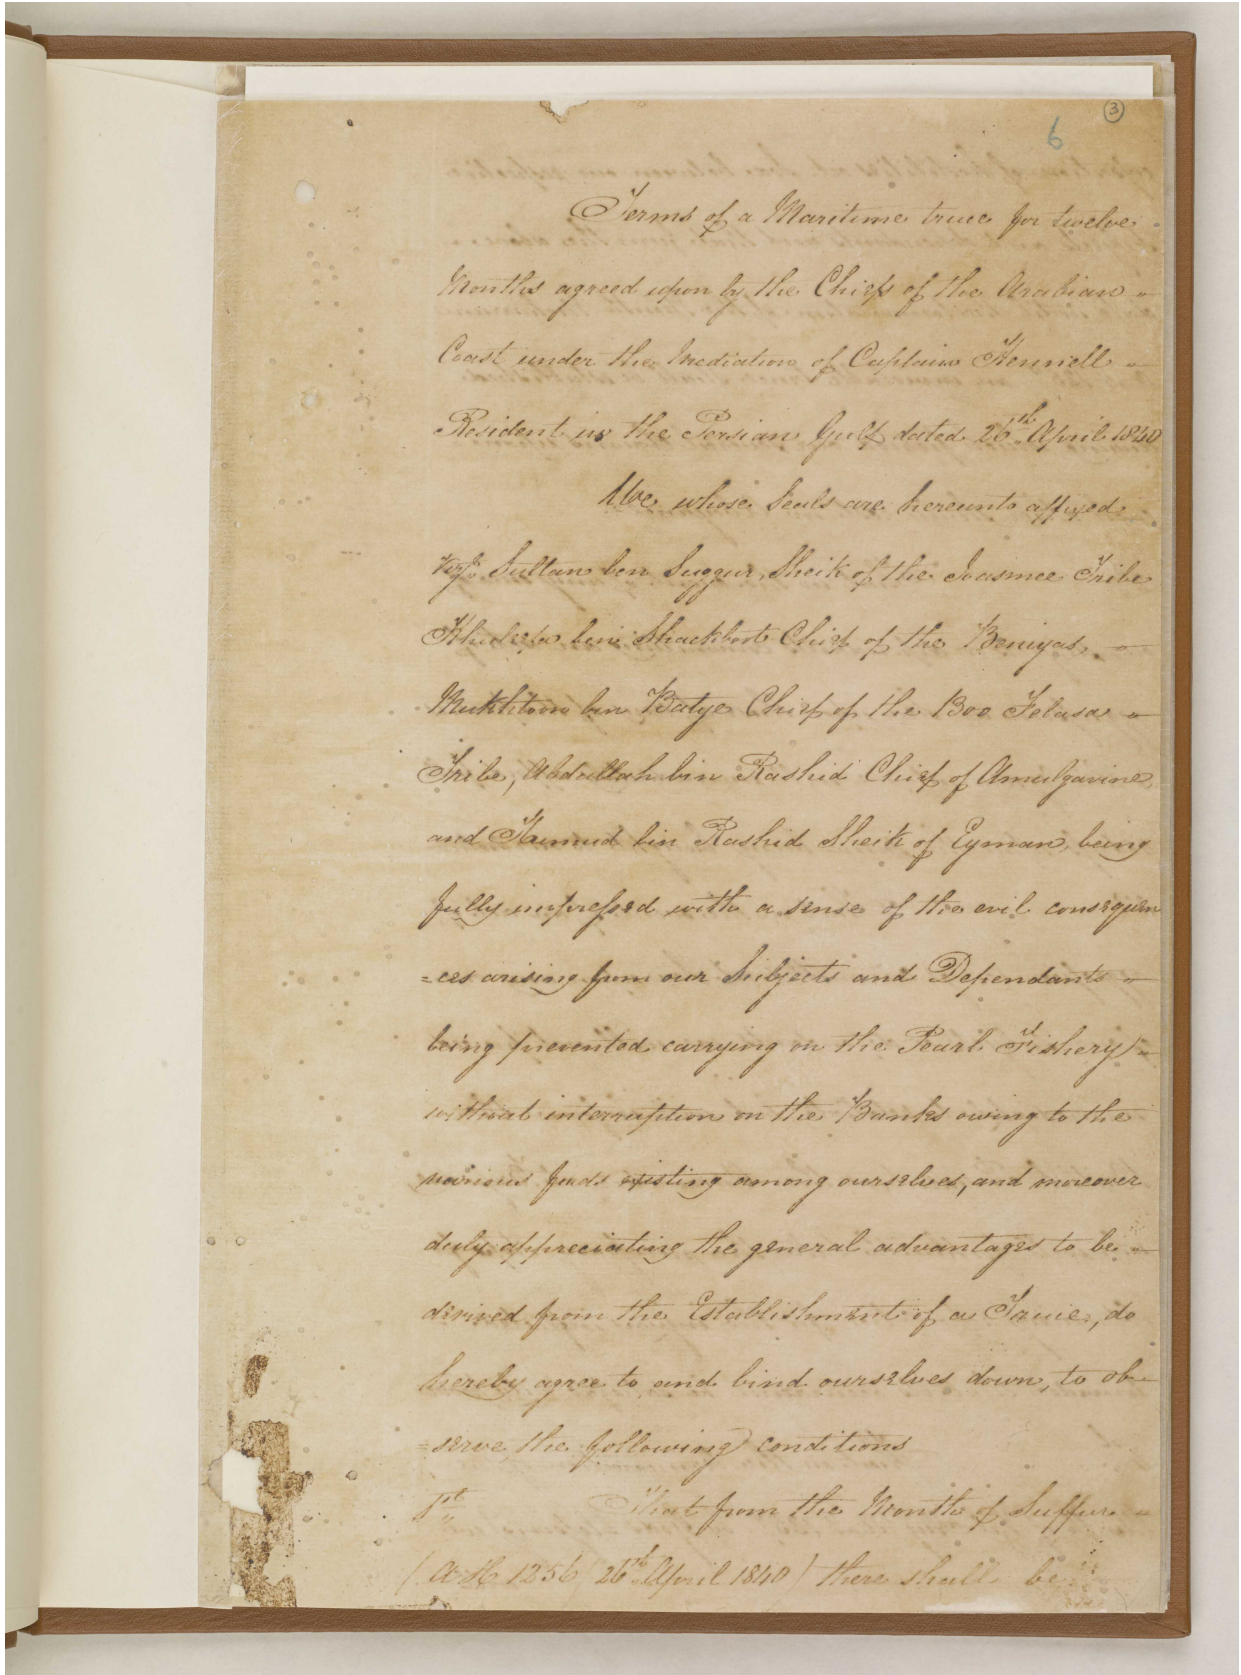 3
6
Terms of a Maritime truce for twelve
Months agreed upon by the Chiefs of the Arabian
Coast under the Mediation of Captain Hennell
Resident in the Persian Gulf dated 26th April 1840
We whose Seals are hereunto affixed
Vizt. Sultan ben Suggur, Sheik of the Joasmee Tribe
Khuleefa bin Shackboot Chief of the Beniyas,
Mukhtoom ben Batye Chief of the Boo Felasa
Tribe, Abdullah bin Rashid Chief of Amulgavine,
and Humud bin Rashid Sheik of Eyman, being
fully impressed with a sense of the evil consequen
=ces arising from our Subjects and Dependants
being prevented carrying on the Pearl Fishery
without interruption on the Banks owing to the
various feuds existing among ourselves, and moreover
duly appreciating the general advantages to be
derived from the Establishment of a Truce, do
hereby agree to and bind ourselves down, to ob-
=serve the following conditions
1st That from the Month of Suffur
(AH 1256 / 26th April 1840) there shall be